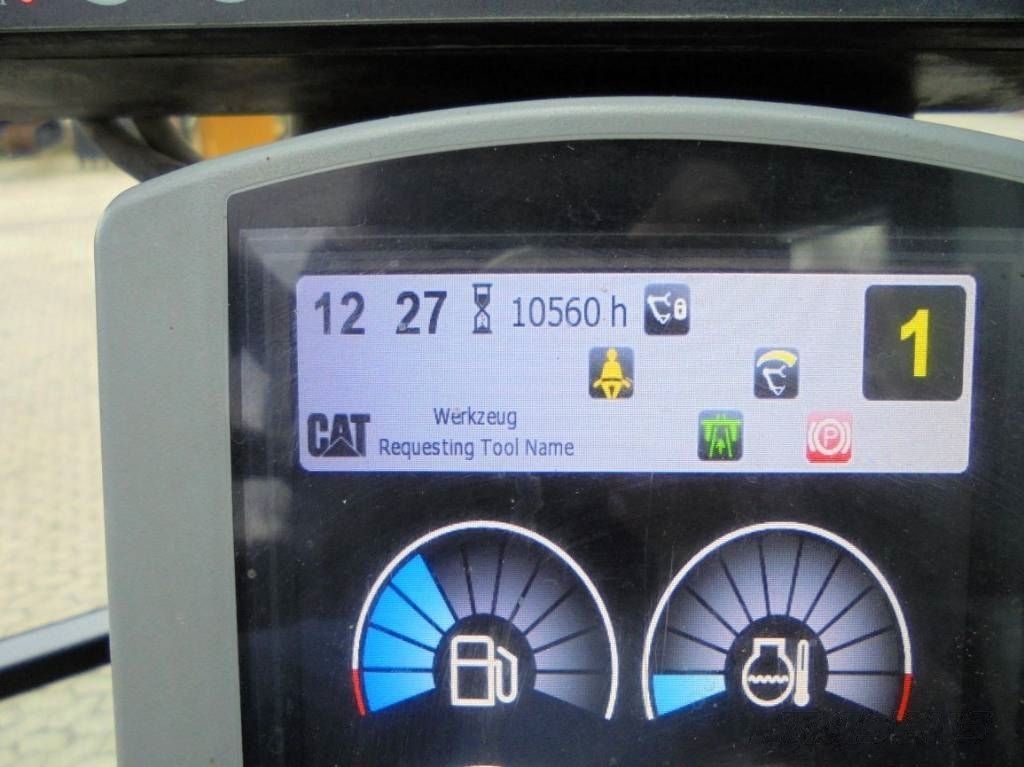 12 27 10560 h
1
Werkzeug
CAT
Requesting Tool Name
P